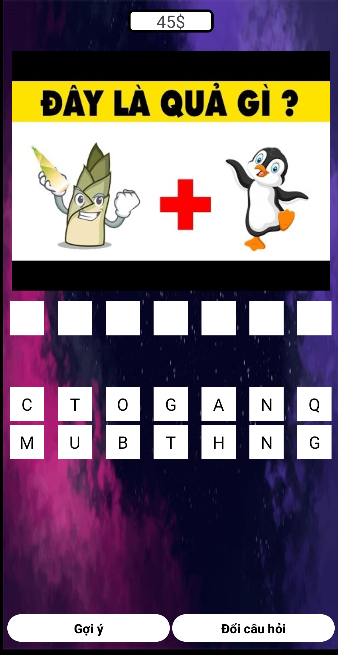 45$
ĐÂY LÀ QUẢ GÌ ?
C T O G A N Q
M U B T H N G
Gợi ý Đổi câu hỏi